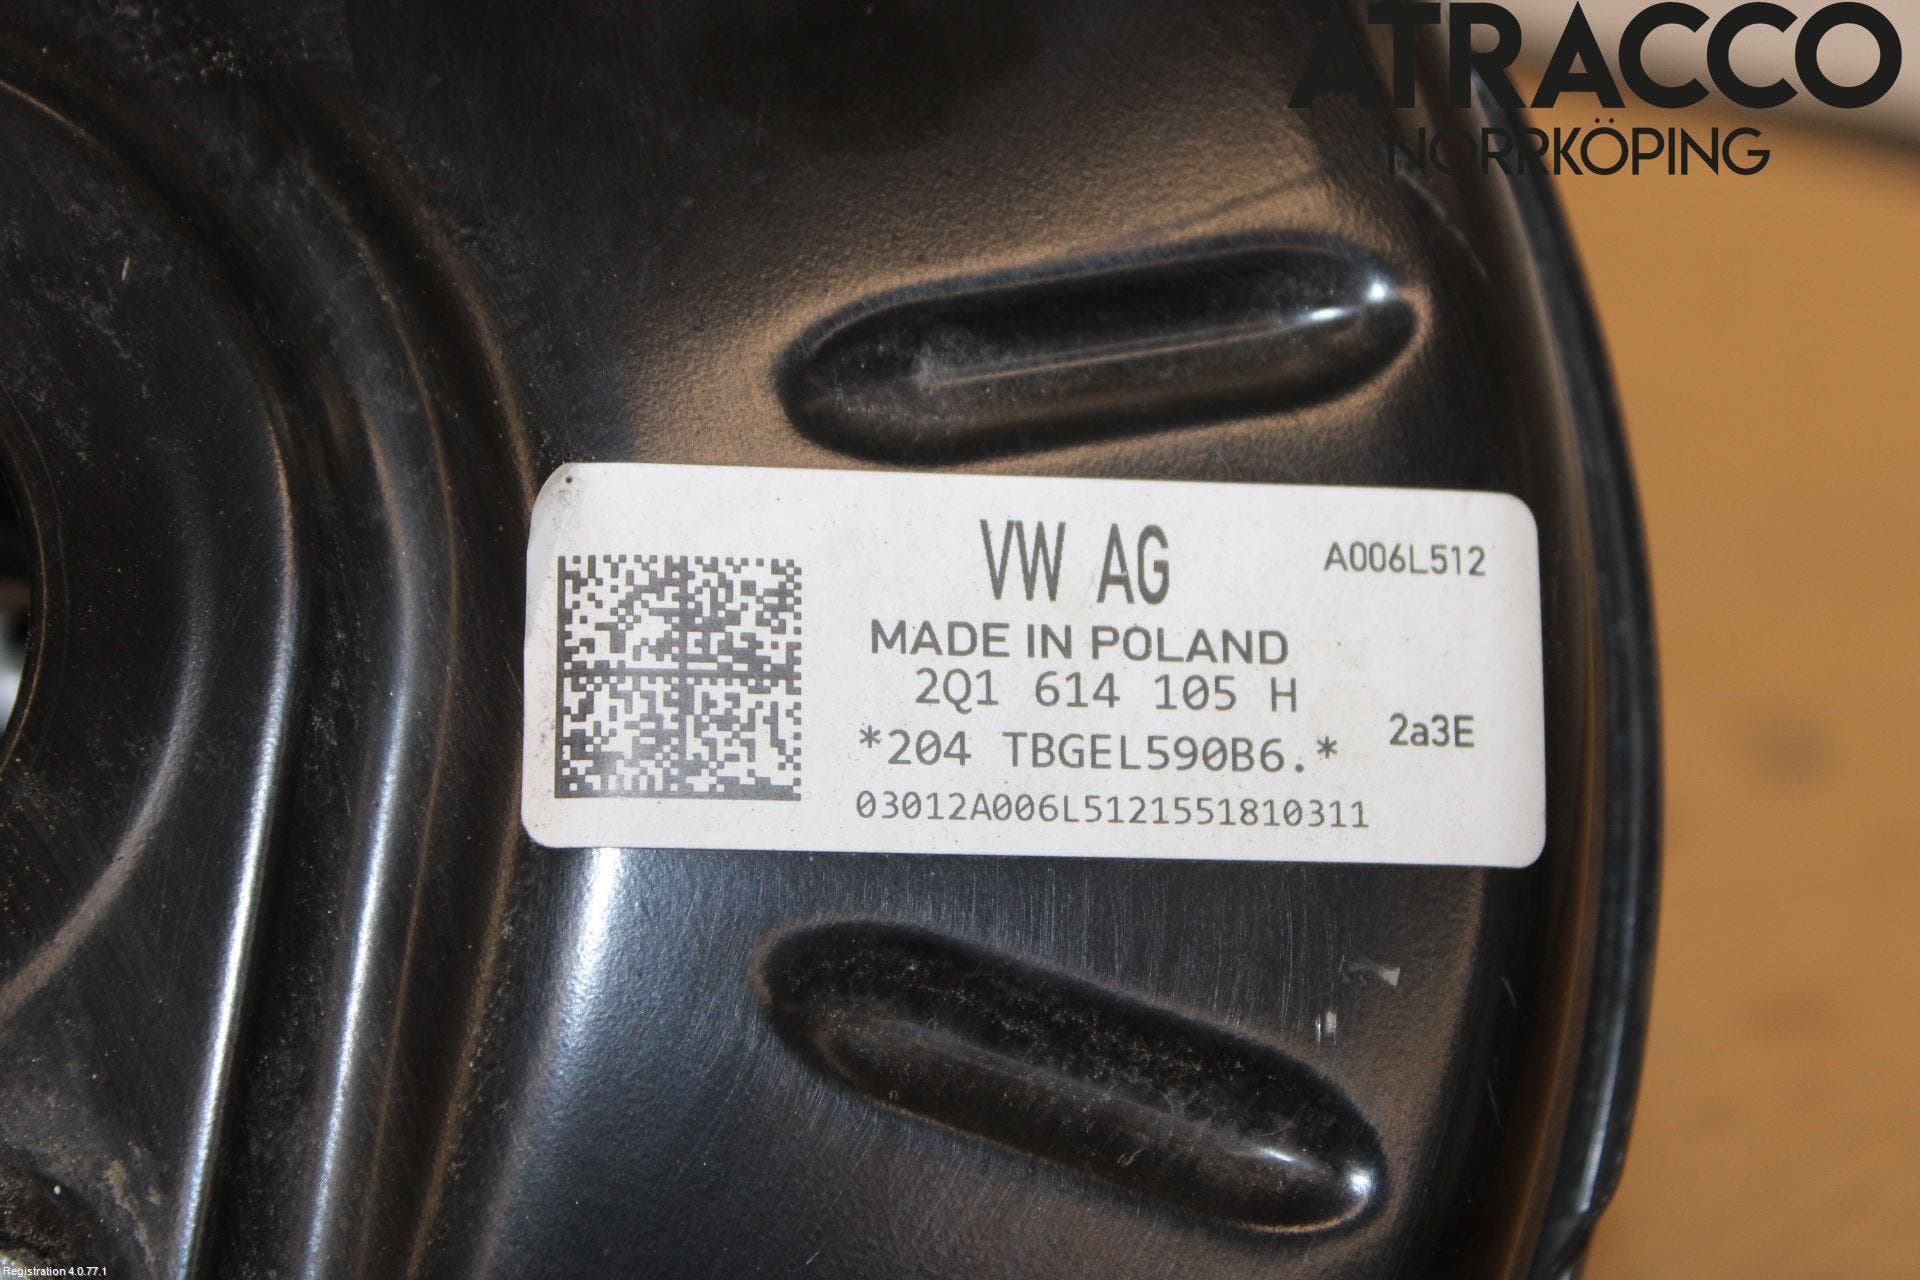 ATRACCO
NORRKÖPING
VW AG
A006L512
MADE IN POLAND
2Q1 614 105 H
*204 TBGEL590B6.*
2a3E
03012A006L5121551810311
Registration 4.0.77.1